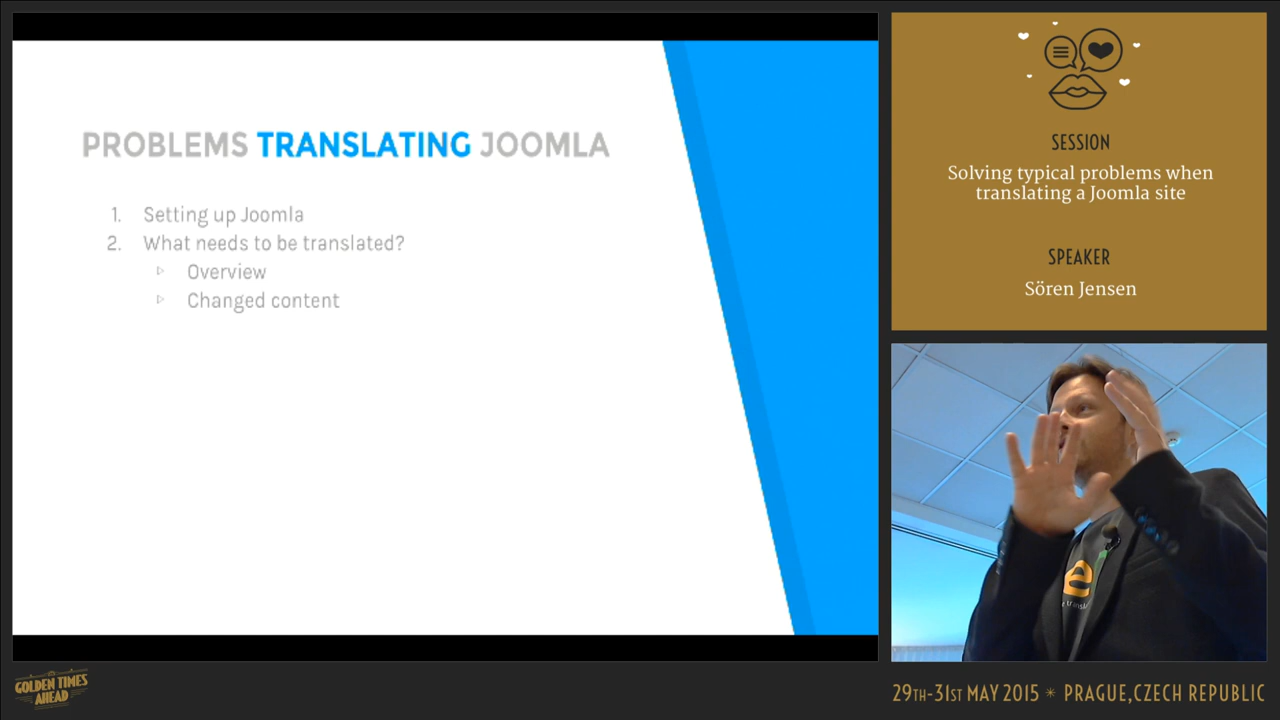 PROBLEMS TRANSLATING JOOMLA
1. Setting up Joomla
2. What needs to be translated?
Overview
Changed content
SESSION
Solving typical problems when
translating a Joomla site
SPEAKER
Sören Jensen
GOLDEN TIMES
AHEAD
29TH-31ST MAY 2015 * PRAGUE, CZECH REPUBLIC